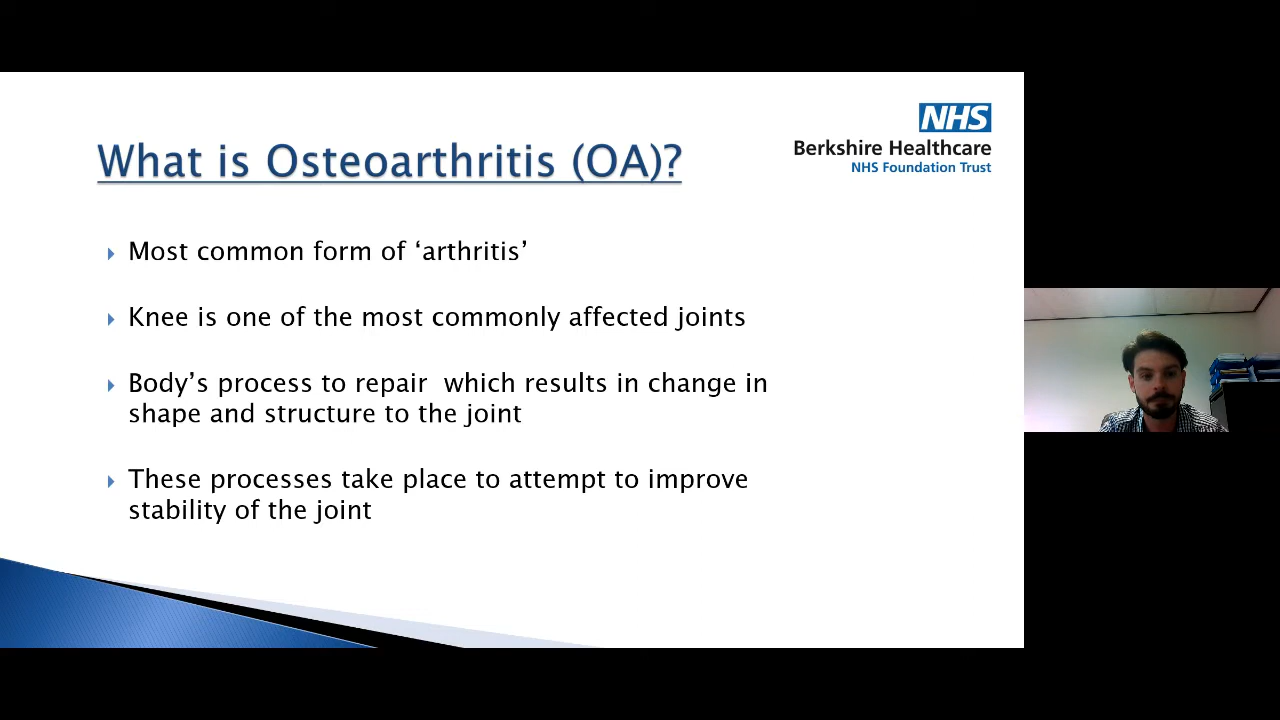 What is Osteoarthritis (OA)?
NHS
Berkshire Healthcare
NHS Foundation Trust
Most common form of ‘arthritis’
Knee is one of the most commonly affected joints
Body’s process to repair  which results in change in
shape and structure to the joint
These processes take place to attempt to improve
stability of the joint